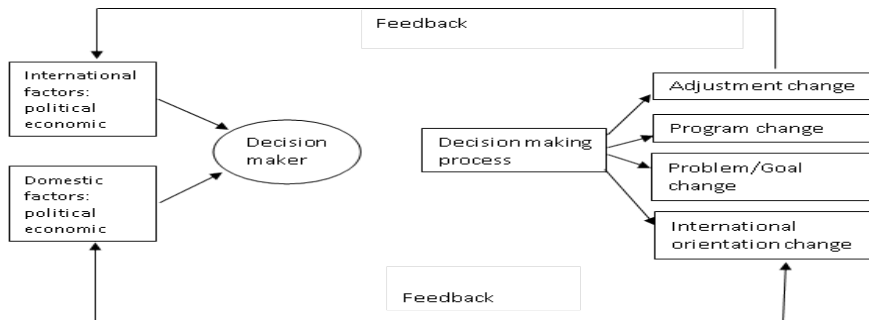 Feedback
International
factors:
political
economic
Decision
maker
Domestic
factors:
political
economic
Decision making
process
Adjustment change
Program change
Problem/Goal
change
International
orientation change
Feedback